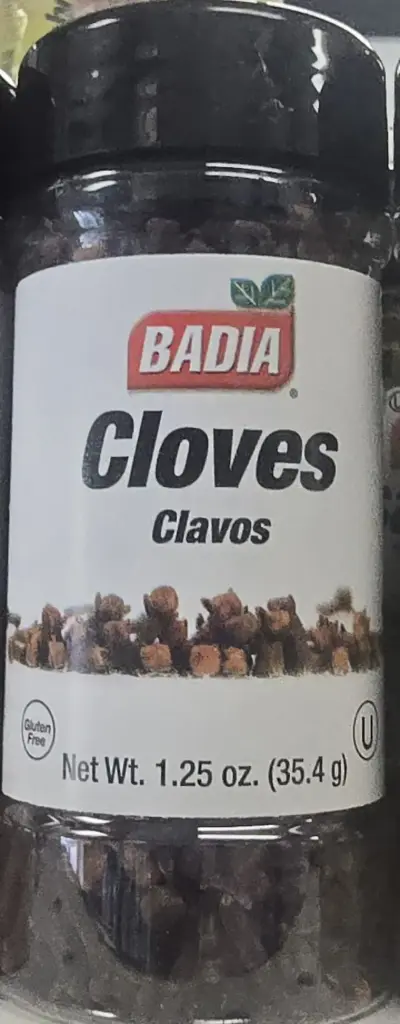 BADIA
Cloves
Clavos
Gluten
Free
U
Net Wt. 1.25 oz. (35.4 g)